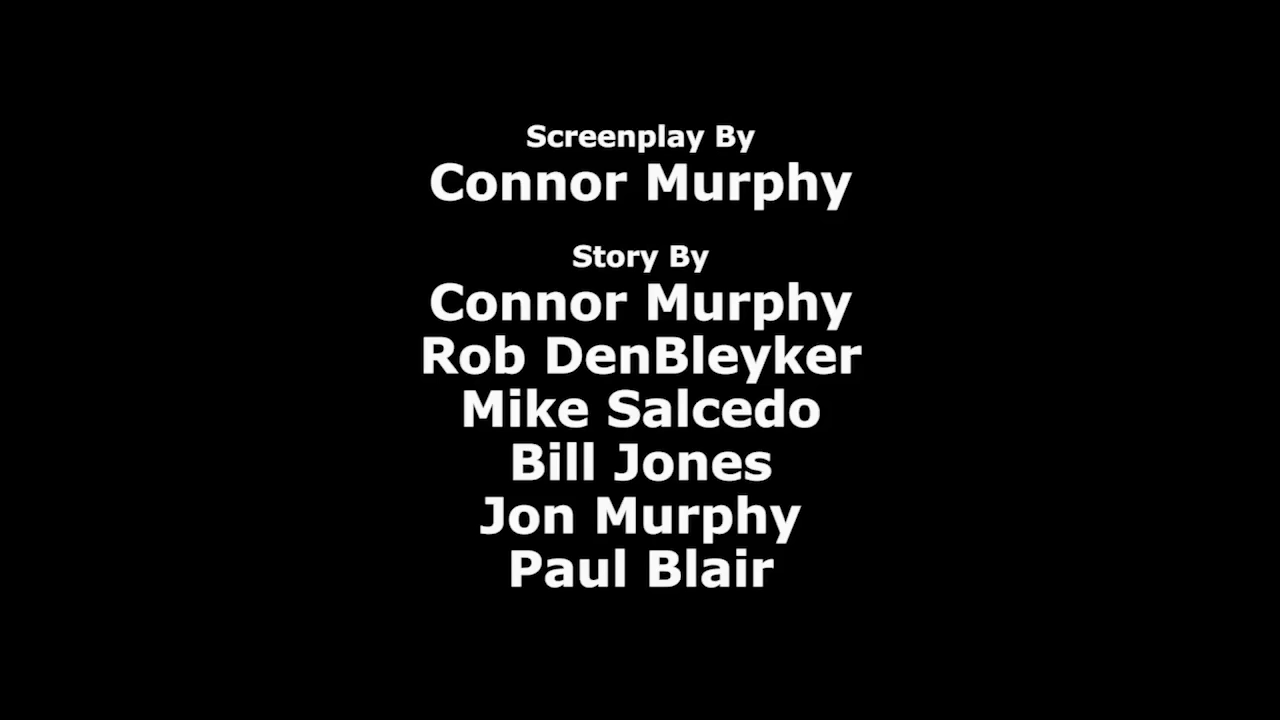 Screenplay By
Connor Murphy
Story By
Connor Murphy
Rob DenBleyker
Mike Salcedo
Bill Jones
Jon Murphy
Paul Blair